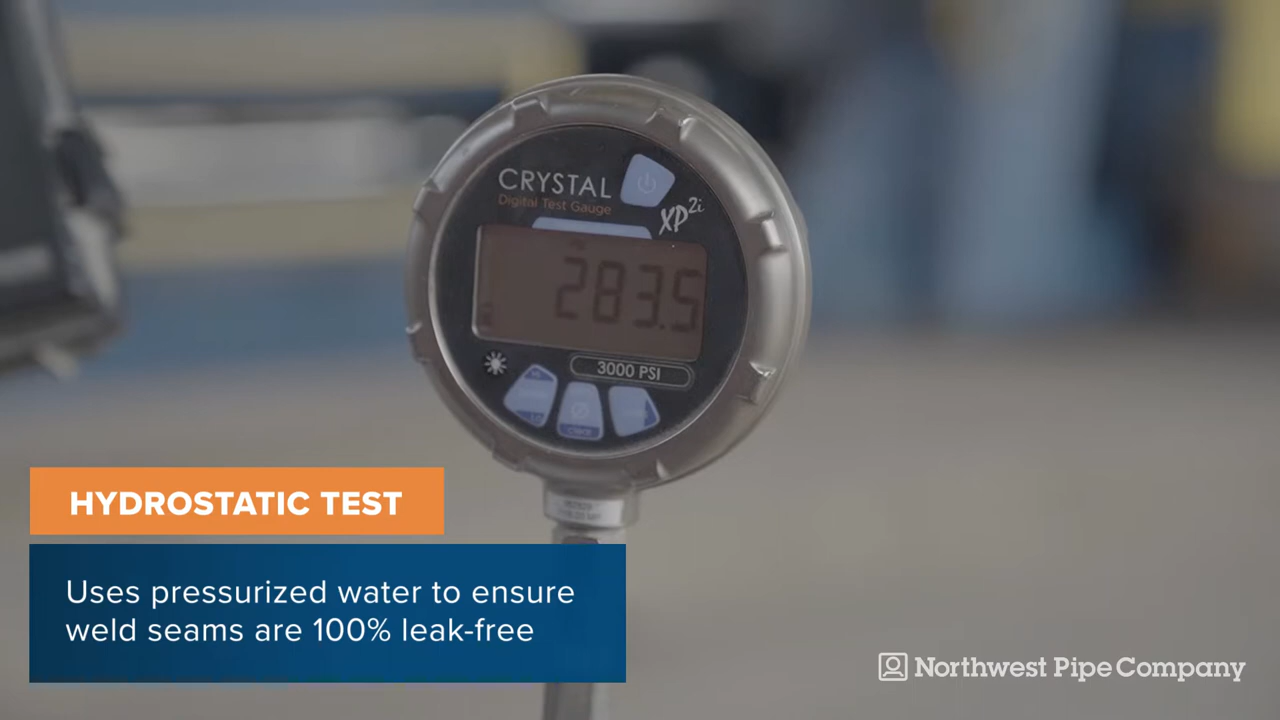 CRYSTAL
Digital Test Gauge
XP2i
283.5
3000 PSI
HYDROSTATIC TEST
Uses pressurized water to ensure
weld seams are 100% leak-free
Northwest Pipe Company